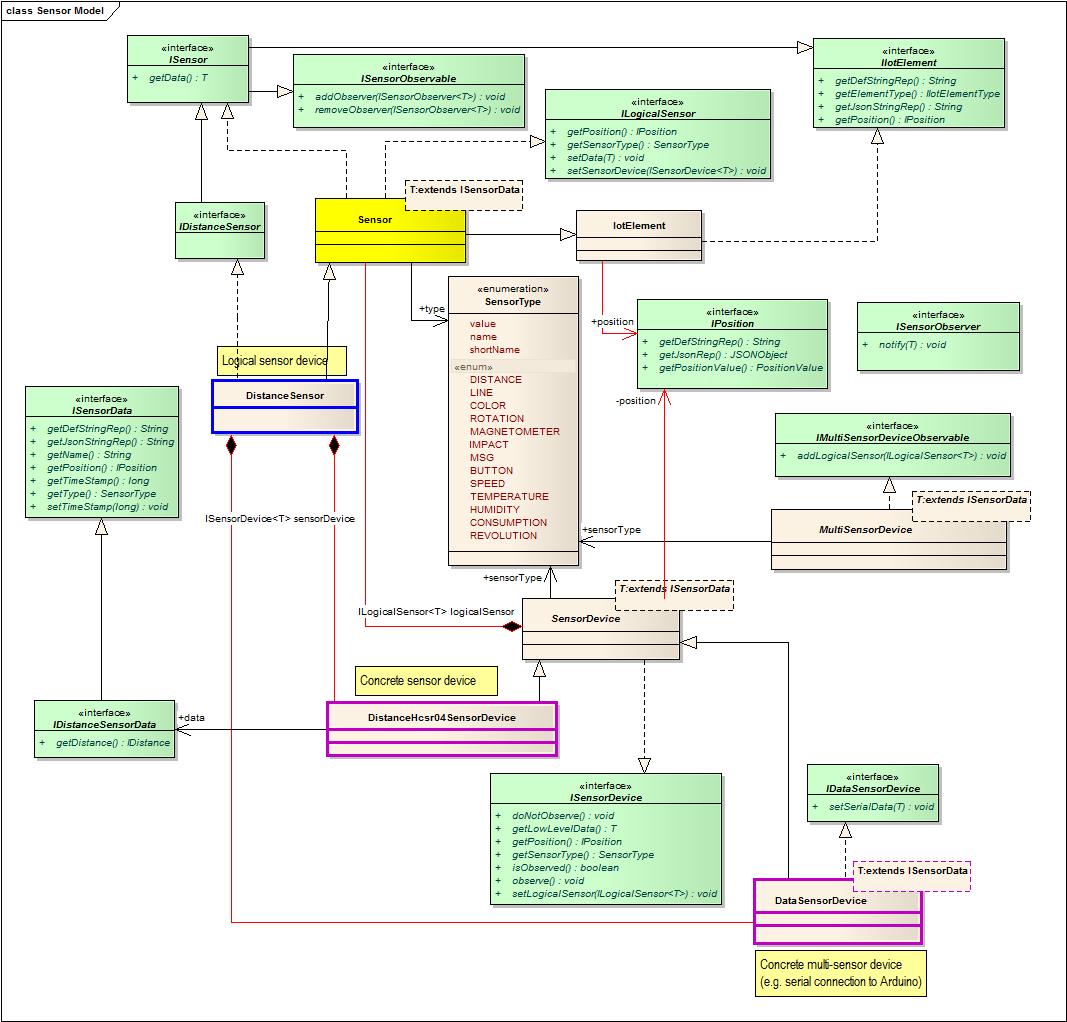 class Sensor Model
«interface»
ISensor
+ getData() : T
«interface»
ISensorObservable
+ addObserver(ISensorObserver<T>) : void
+ removeObserver(ISensorObserver<T>) : void
«interface»
IIotElement
+ getDefStringRep() : String
+ getElementType() : IIotElementType
+ getJsonStringRep() : String
+ getPosition() : IPosition
«interface»
ILogicalSensor
+ getPosition() : IPosition
+ getSensorType() : SensorType
+ setData(T) : void
+ setSensorDevice(ISensorDevice<T>) : void
«interface»
IDistanceSensor
T:extends ISensorData
Sensor
IotElement
+type
«enumeration»
SensorType
value
name
shortName
«enum»
DISTANCE
LINE
COLOR
ROTATION
MAGNETOMETER
IMPACT
MSG
BUTTON
SPEED
TEMPERATURE
HUMIDITY
CONSUMPTION
REVOLUTION
+position
«interface»
IPosition
+ getDefStringRep() : String
+ getJsonRep() : JSONObject
+ getPositionValue() : PositionValue
-position
«interface»
ISensorObserver
+ notify(T) : void
Logical sensor device
DistanceSensor
«interface»
ISensorData
+ getDefStringRep() : String
+ getJsonStringRep() : String
+ getName() : String
+ getPosition() : IPosition
+ getTimeStamp() : long
+ getType() : SensorType
+ setTimeStamp(long) : void
«interface»
IMultiSensorDeviceObservable
+ addLogicalSensor(ILogicalSensor<T>) : void
T:extends ISensorData
MultiSensorDevice
ISensorDevice<T> sensorDevice
+sensorType
+sensorType
T:extends ISensorData
SensorDevice
ILogicalSensor<T> logicalSensor
Concrete sensor device
DistanceHcsr04SensorDevice
+data
«interface»
IDistanceSensorData
+ getDistance() : IDistance
«interface»
ISensorDevice
+ doNotObserve() : void
+ getLowLevelData() : T
+ getPosition() : IPosition
+ getSensorType() : SensorType
+ isObserved() : boolean
+ observe() : void
+ setLogicalSensor(ILogicalSensor<T>) : void
«interface»
IDataSensorDevice
+ setSerialData(T) : void
T:extends ISensorData
DataSensorDevice
Concrete multi-sensor device
(e.g. serial connection to Arduino)